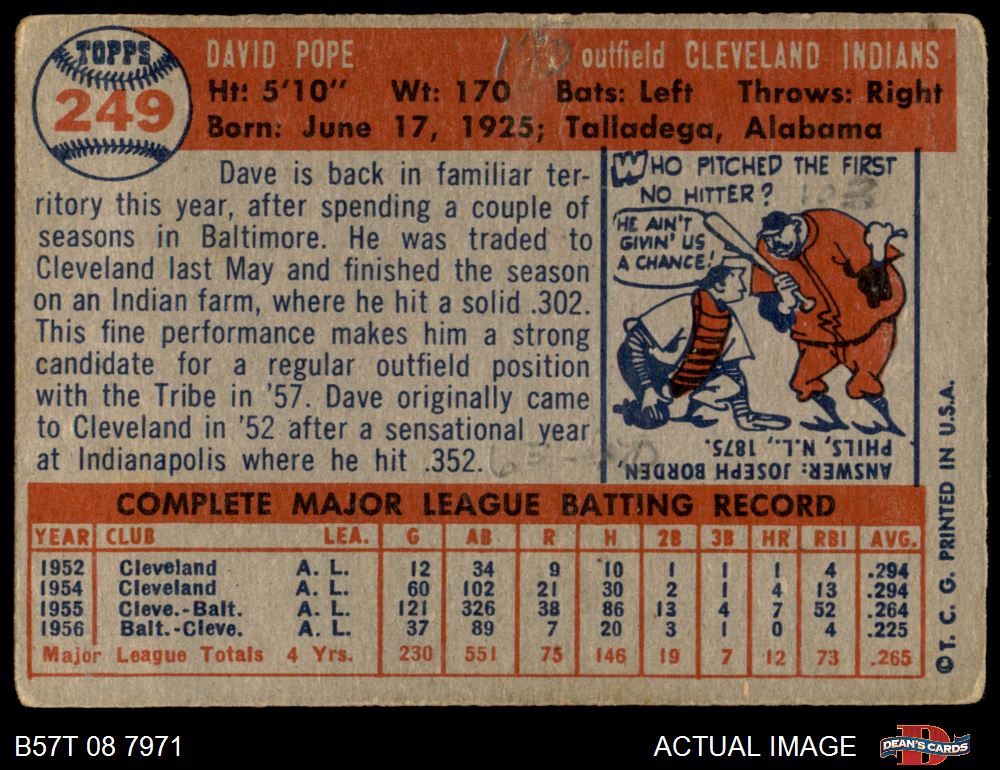 TOPPS
249
DAVID POPE outfield CLEVELAND INDIANS
Ht: 5'10" Wt: 170 Bats: Left Throws: Right
Born: June 17, 1925; Talladega, Alabama
Dave is back in familiar ter-
ritory this year, after spending a couple of
seasons in Baltimore. He was traded to
Cleveland last May and finished the season
on an Indian farm, where he hit a solid .302.
This fine performance makes him a strong
candidate for a regular outfield position
with the Tribe in '57. Dave originally came
to Cleveland in '52 after a sensational year
at Indianapolis where he hit .352.
WHO PITCHED THE FIRST
NO HITTER?
'HE AIN'T
GIVIN' US
A CHANCE!
ANSWER: JOSEPH BORDEN,
PHILS, N.L., 1875.
COMPLETE MAJOR LEAGUE BATTING RECORD
YEAR CLUB LEA. G AB R H 2B 3B HR RBI AVG.
1952 Cleveland A. L. 12 34 9 10 1 1 1 4 .294
1954 Cleveland A. L. 60 102 21 30 2 1 4 13 .294
1955 Cleve.-Balt. A. L. 121 326 38 86 13 4 7 52 .264
1956 Balt.-Cleve. A. L. 37 89 7 20 3 1 0 4 .225
Major League Totals 4 Yrs. 230 551 75 146 19 7 12 73 .265
© T. C. G. PRINTED IN U.S.A.
B57T 08 7971
ACTUAL IMAGE
DEAN'S CARDS